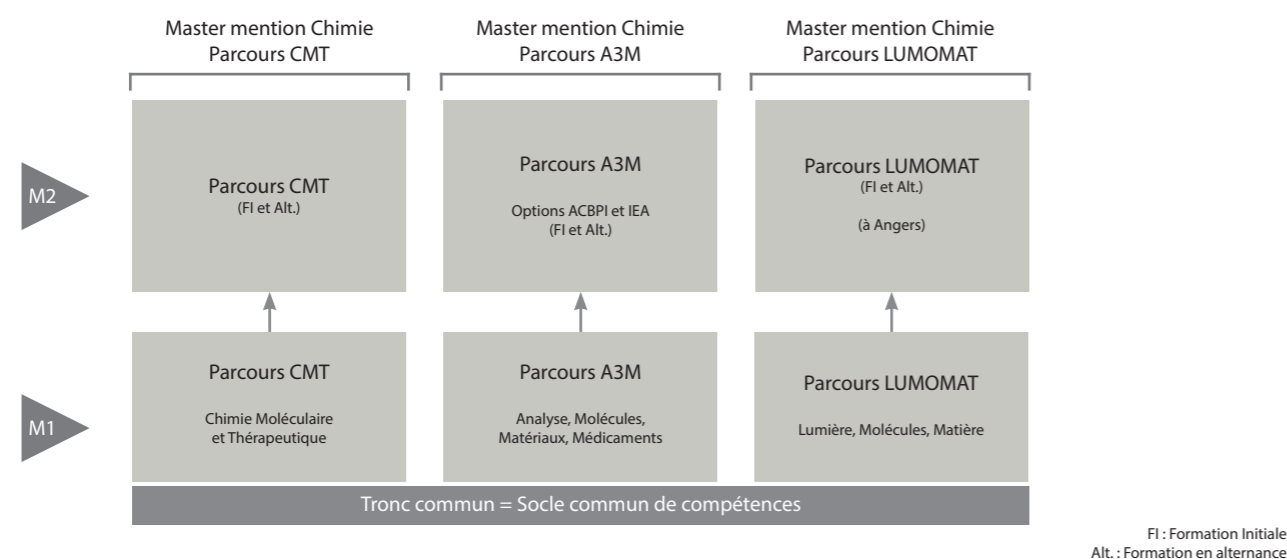 Master mention Chimie
Parcours CMT
Master mention Chimie
Parcours A3M
Master mention Chimie
Parcours LUMOMAT
M2
Parcours CMT
(FI et Alt.)
Parcours A3M
Options ACBPI et IEA
(FI et Alt.)
Parcours LUMOMAT
(FI et Alt.)
(à Angers)
M1
Parcours CMT
Chimie Moléculaire
et Thérapeutique
Parcours A3M
Analyse, Molécules,
Matériaux, Médicaments
Parcours LUMOMAT
Lumière, Molécules, Matière
Tronc commun = Socle commun de compétences
FI : Formation Initiale
Alt. : Formation en alternance